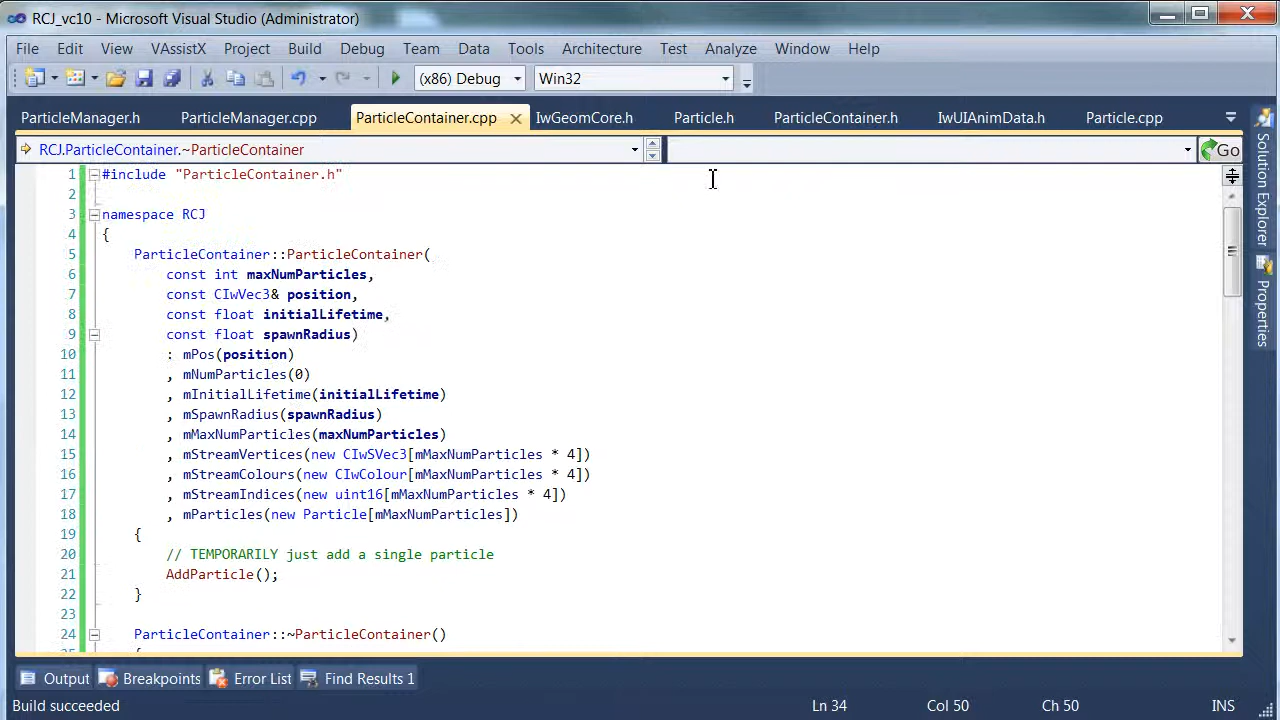 RCJ_vc10 - Microsoft Visual Studio (Administrator)
File Edit View VAssistX Project Build Debug Team Data Tools Architecture Test Analyze Window Help
(x86) Debug Win32
ParticleManager.h ParticleManager.cpp ParticleContainer.cpp IwGeomCore.h Particle.h ParticleContainer.h IwUIAnimData.h Particle.cpp
RCJ.ParticleContainer.~ParticleContainer Go
1 #include "ParticleContainer.h"
2
3 namespace RCJ
4 {
5 ParticleContainer::ParticleContainer(
6 const int maxNumParticles,
7 const CIwVec3& position,
8 const float initialLifetime,
9 const float spawnRadius)
10 : mPos(position)
11 , mNumParticles(0)
12 , mInitialLifetime(initialLifetime)
13 , mSpawnRadius(spawnRadius)
14 , mMaxNumParticles(maxNumParticles)
15 , mStreamVertices(new CIwSVec3[mMaxNumParticles * 4])
16 , mStreamColours(new CIwColour[mMaxNumParticles * 4])
17 , mStreamIndices(new uint16[mMaxNumParticles * 4])
18 , mParticles(new Particle[mMaxNumParticles])
19 {
20 // TEMPORARILY just add a single particle
21 AddParticle();
22 }
23
24 ParticleContainer::~ParticleContainer()
Solution Explorer
Properties
Output Breakpoints Error List Find Results 1
Build succeeded Ln 34 Col 50 Ch 50 INS